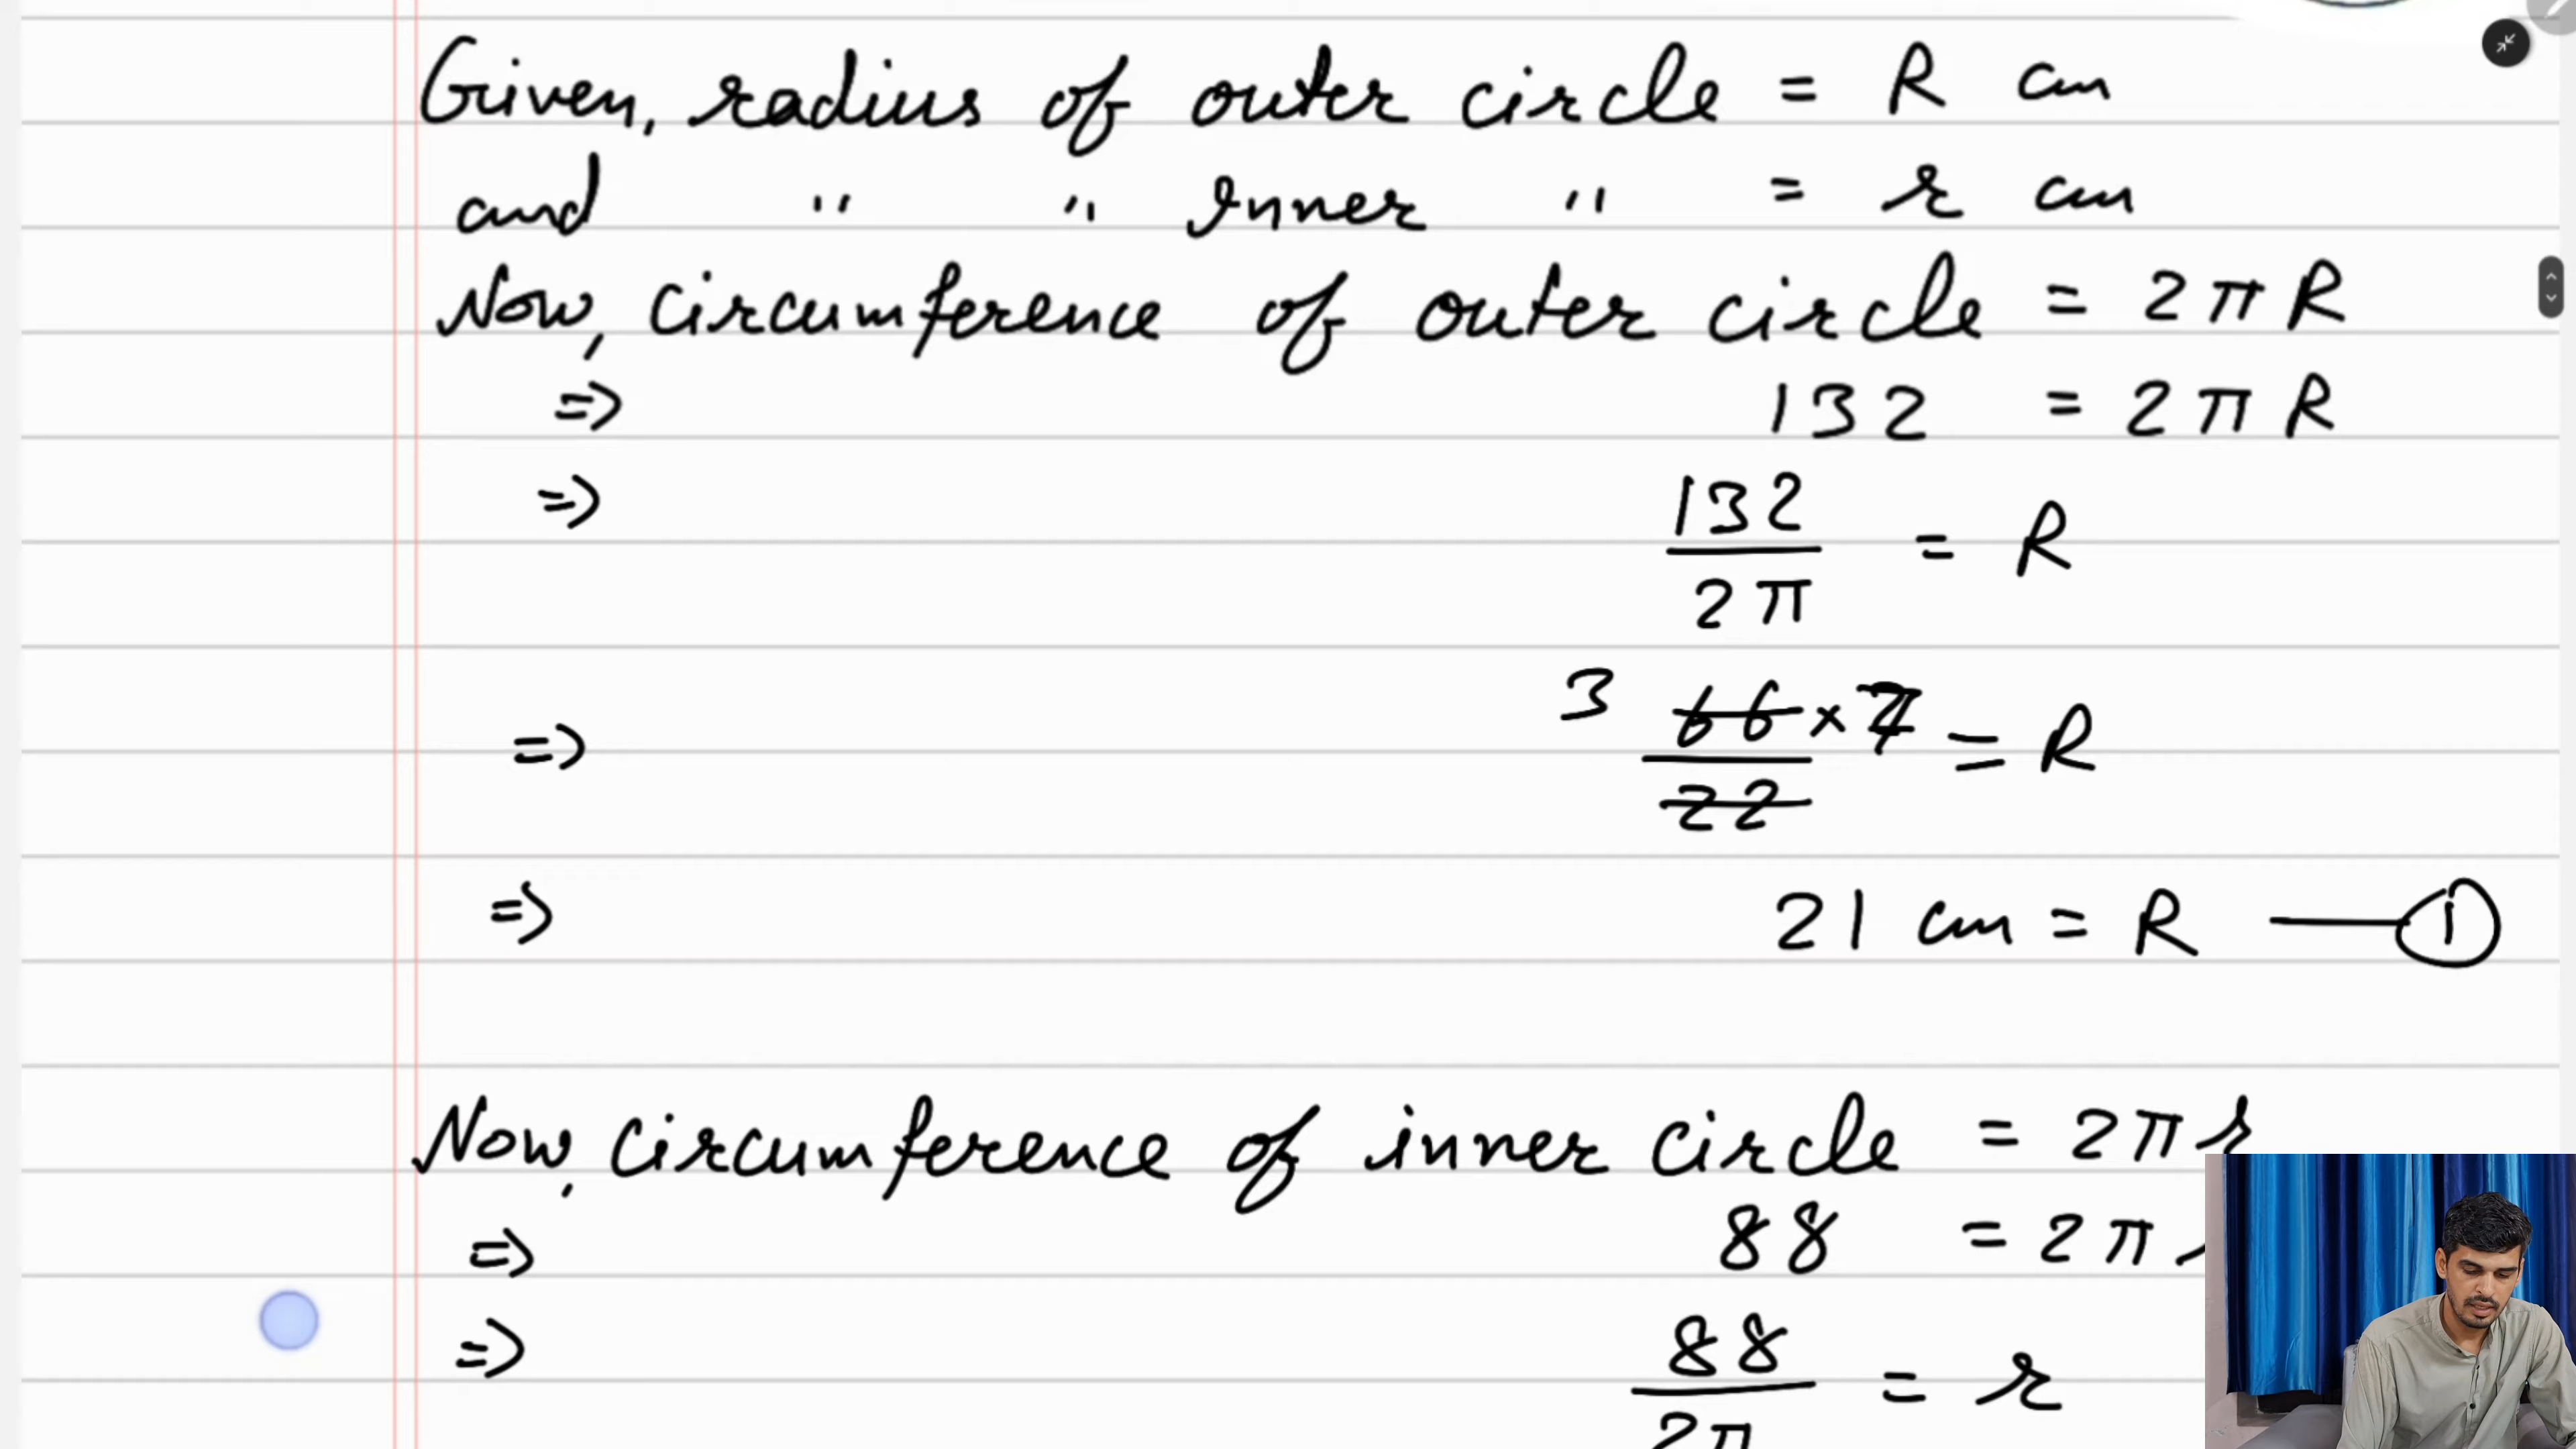 Given, radius of outer circle = R cm
and " " Inner " = r cm
Now, circumference of outer circle = 2πR
=> 132 = 2πR
=> 132/2π = R
=> 3 66×7/22 = R
=> 21 cm = R — ①
Now, circumference of inner circle = 2πr
=> 88 = 2π
=> 88/2π = r